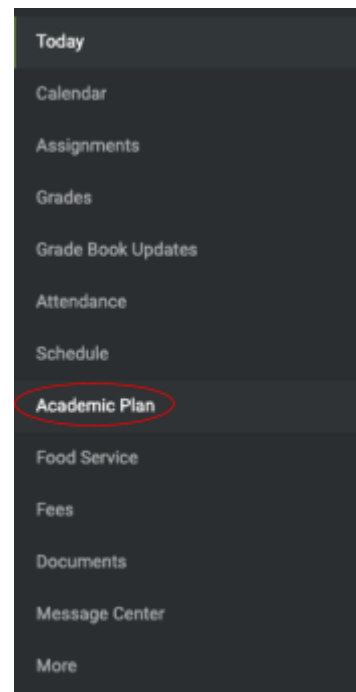 Today
Calendar
Assignments
Grades
Grade Book Updates
Attendance
Schedule
Academic Plan
Food Service
Fees
Documents
Message Center
More